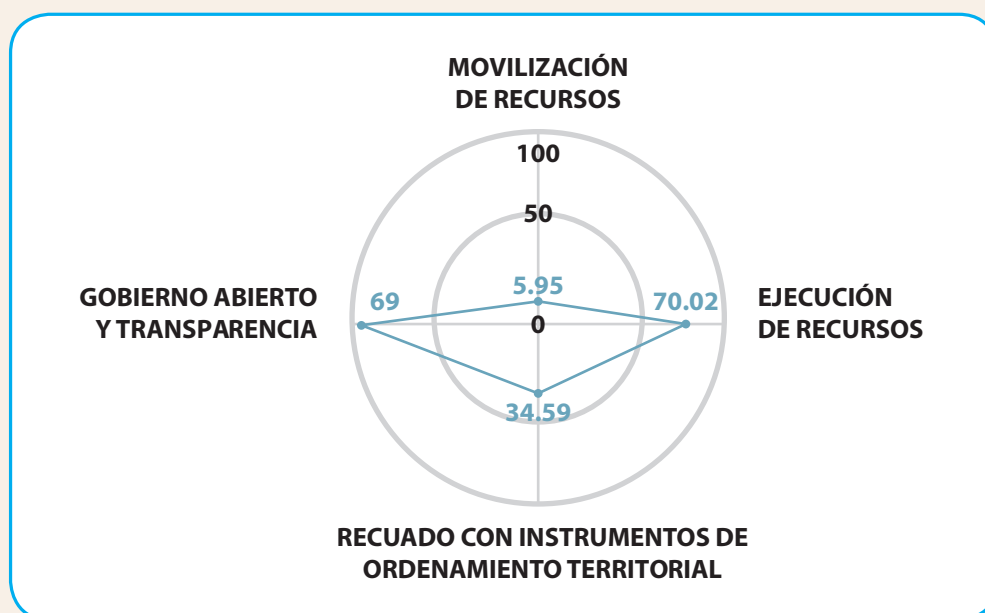 MOVILIZACIÓN
DE RECURSOS
100
50
5.95
0
70.02
EJECUCIÓN
DE RECURSOS
69
GOBIERNO ABIERTO
Y TRANSPARENCIA
34.59
RECUADO CON INSTRUMENTOS DE
ORDENAMIENTO TERRITORIAL